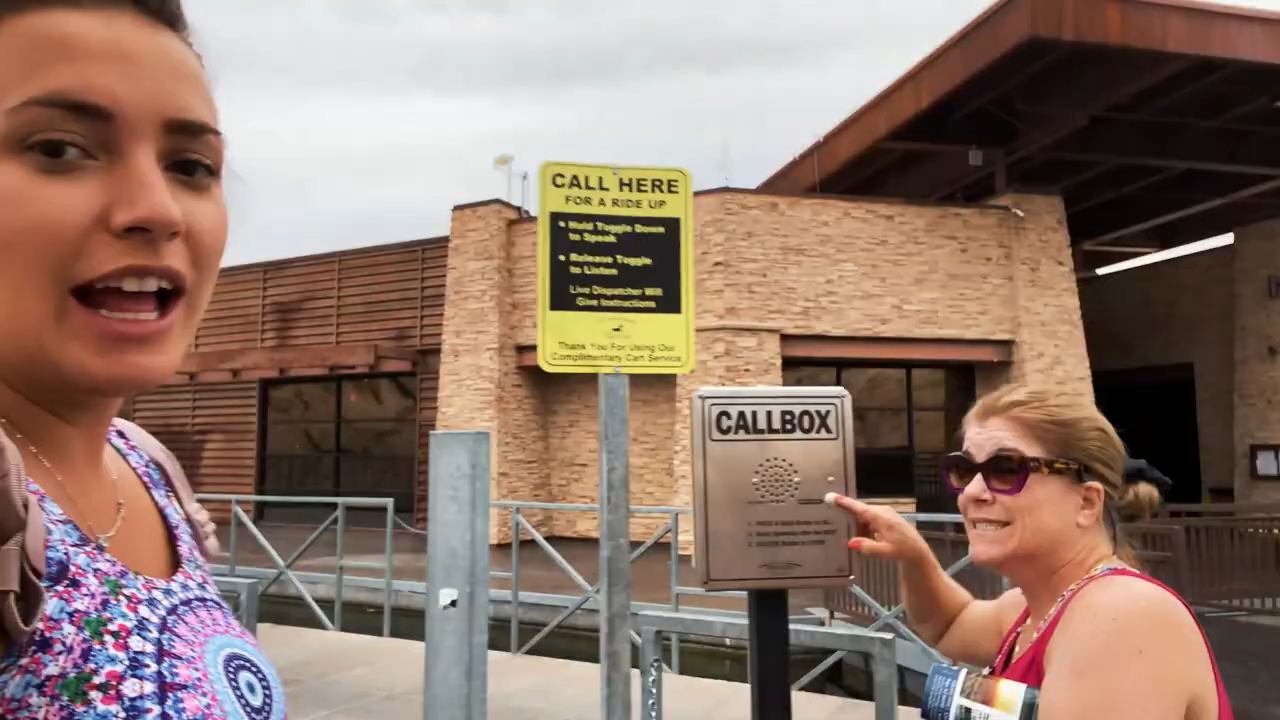 CALL HERE
FOR A RIDE UP
• Hold Toggle Down
to Speak
• Release Toggle
to Listen
Live Dispatcher Will
Give Instructions
Thank You For Using Our
Complimentary Cart Service
CALLBOX